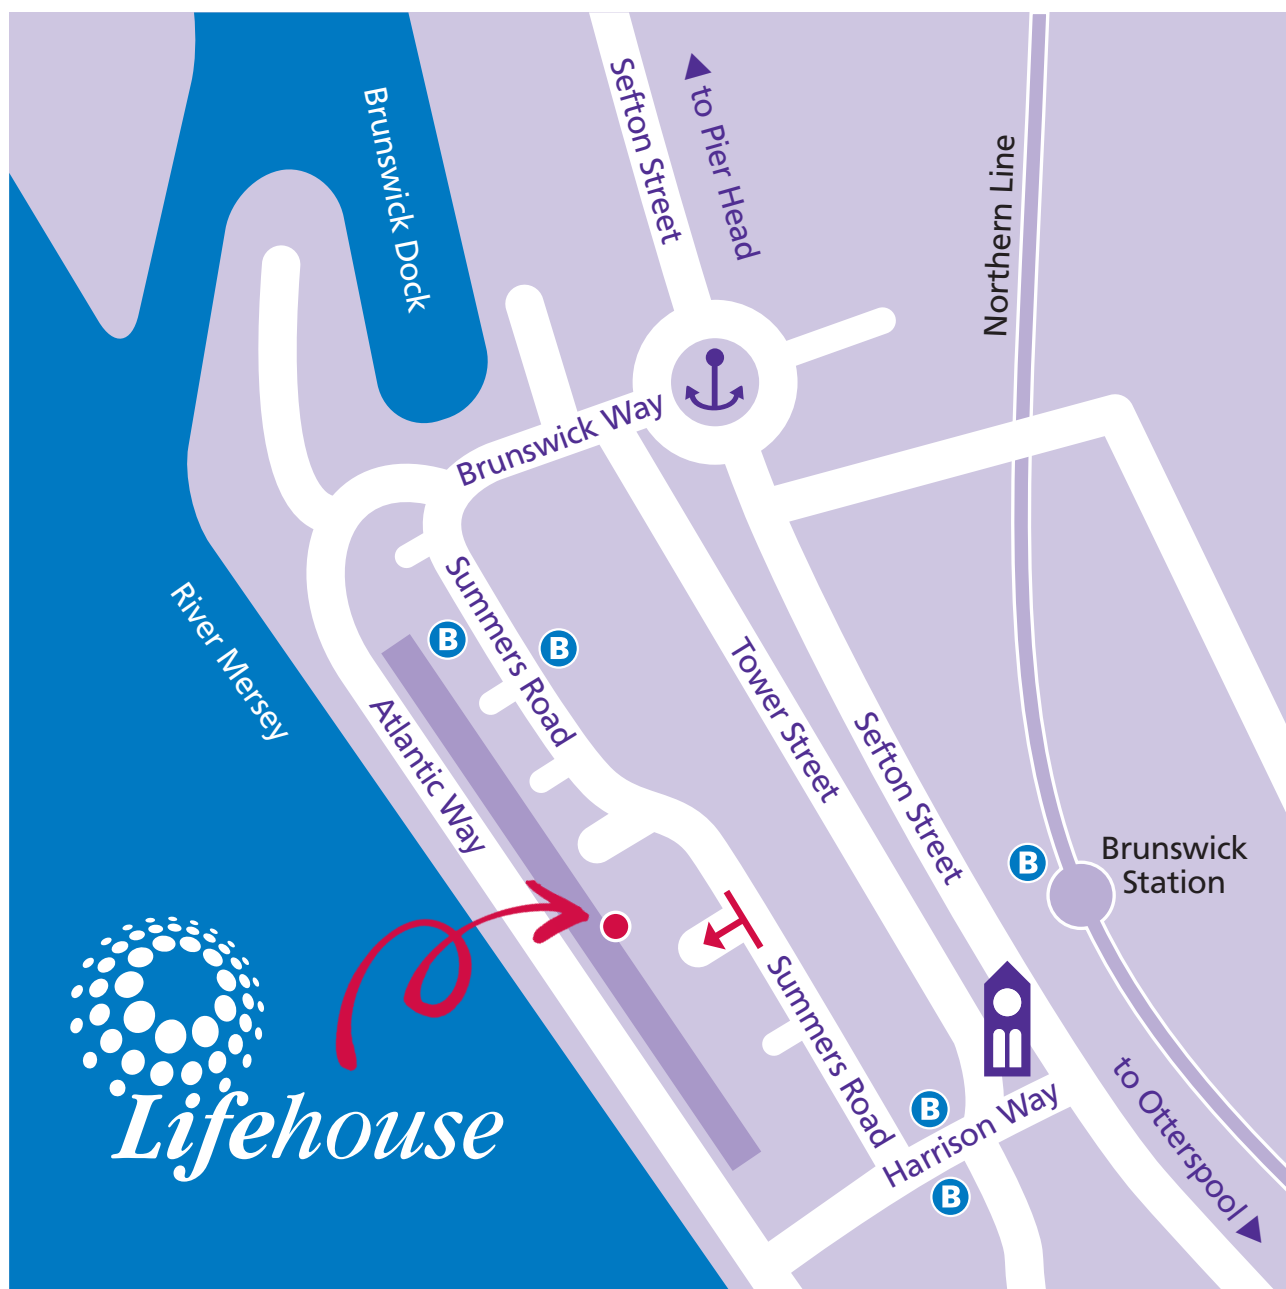 Sefton Street
to Pier Head
Brunswick Dock
Northern Line
Brunswick Way
Summers Road
River Mersey
B
B
Tower Street
Atlantic Way
Sefton Street
B
Brunswick
Station
Summers Road
to Otterspool
B
Harrison Way
B
Lifehouse